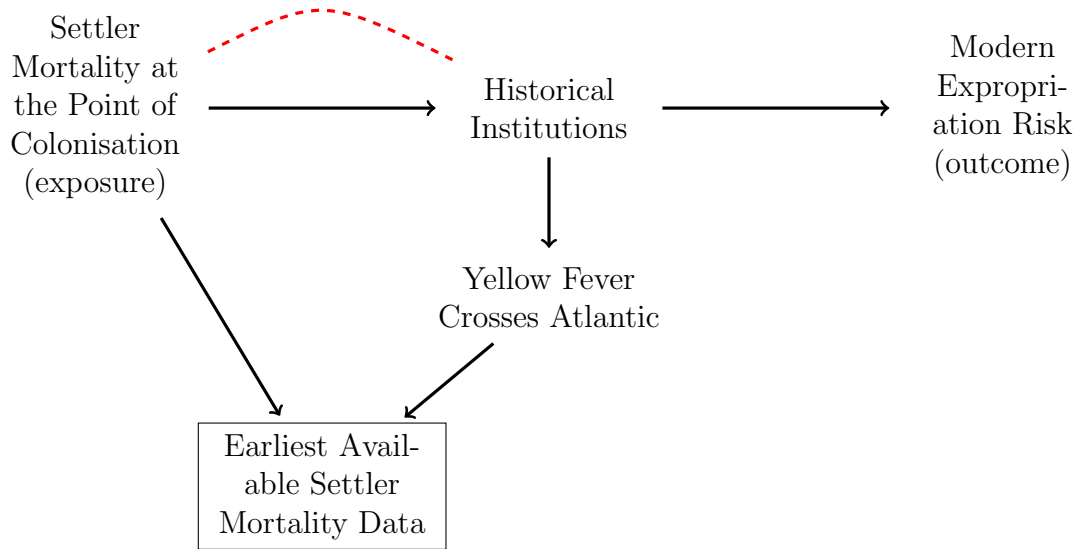 Settler
Mortality at
the Point of
Colonisation
(exposure)
Historical
Institutions
Modern
Expropri-
ation Risk
(outcome)
Yellow Fever
Crosses Atlantic
Earliest Avail-
able Settler
Mortality Data